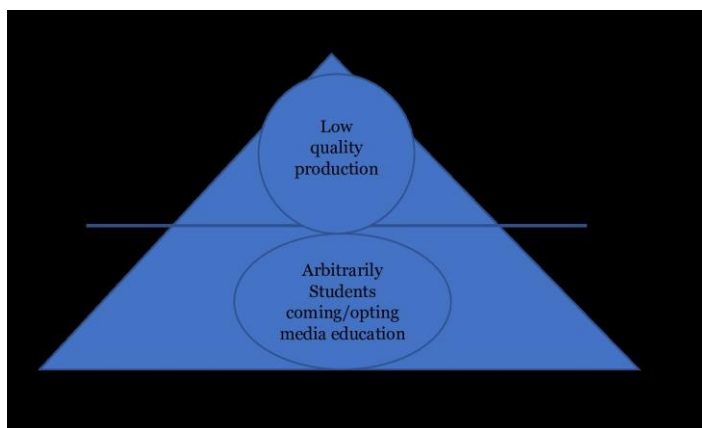 Low
quality
production
Arbitrarily
Students
coming/opting
media education